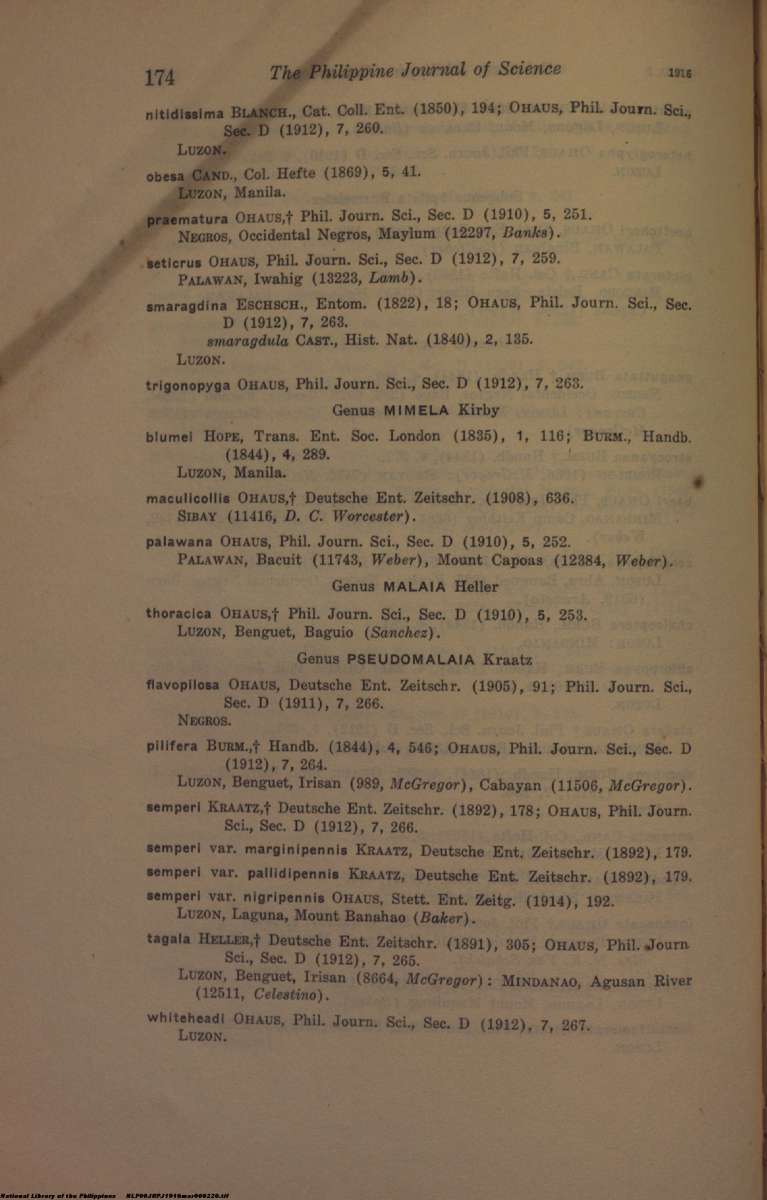 174 The Philippine Journal of Science 1916
nitidissima BLANCH., Cat. Coll. Ent. (1850), 194; OHAUS, Phil. Journ. Sci.,
Sec. D (1912), 7, 260.
LUZON.
obesa CAND., Col. Hefte (1869), 5, 41.
LUZON, Manila.
praematura OHAUS,† Phil. Journ. Sci., Sec. D (1910), 5, 251.
NEGROS, Occidental Negros, Maylum (12297, Banks).
seticrus OHAUS, Phil. Journ. Sci., Sec. D (1912), 7, 259.
PALAWAN, Iwahig (13223, Lamb).
smaragdina ESCHSCH., Entom. (1822), 18; OHAUS, Phil. Journ. Sci., Sec.
D (1912), 7, 263.
smaragdula CAST., Hist. Nat. (1840), 2, 135.
LUZON.
trigonopyga OHAUS, Phil. Journ. Sci., Sec. D (1912), 7, 263.
Genus MIMELA Kirby
blumei HOPE, Trans. Ent. Soc. London (1835), 1, 116; BURM., Handb.
(1844), 4, 289.
LUZON, Manila.
maculicollis OHAUS,† Deutsche Ent. Zeitschr. (1908), 636.
SIBAY (11416, D. C. Worcester).
palawana OHAUS, Phil. Journ. Sci., Sec. D (1910), 5, 252.
PALAWAN, Bacuit (11743, Weber), Mount Capoas (12384, Weber).
Genus MALAIA Heller
thoracica OHAUS,† Phil. Journ. Sci., Sec. D (1910), 5, 253.
LUZON, Benguet, Baguio (Sanchez).
Genus PSEUDOMALAIA Kraatz
flavopilosa OHAUS, Deutsche Ent. Zeitschr. (1905), 91; Phil. Journ. Sci.,
Sec. D (1911), 7, 266.
NEGROS.
pilifera BURM.,† Handb. (1844), 4, 546; OHAUS, Phil. Journ. Sci., Sec. D
(1912), 7, 264.
LUZON, Benguet, Irisan (989, McGregor), Cabayan (11506, McGregor).
semperi KRAATZ,† Deutsche Ent. Zeitschr. (1892), 178; OHAUS, Phil. Journ.
Sci., Sec. D (1912), 7, 266.
semperi var. marginipennis KRAATZ, Deutsche Ent. Zeitschr. (1892), 179.
semperi var. pallidipennis KRAATZ, Deutsche Ent. Zeitschr. (1892), 179.
semperi var. nigripennis OHAUS, Stett. Ent. Zeitg. (1914), 192.
LUZON, Laguna, Mount Banahao (Baker).
tagala HELLER,† Deutsche Ent. Zeitschr. (1891), 305; OHAUS, Phil. Journ
Sci., Sec. D (1912), 7, 265.
LUZON, Benguet, Irisan (8664, McGregor): MINDANAO, Agusan River
(12511, Celestino).
whiteheadi OHAUS, Phil. Journ. Sci., Sec. D (1912), 7, 267.
LUZON.
National Library of the Philippines